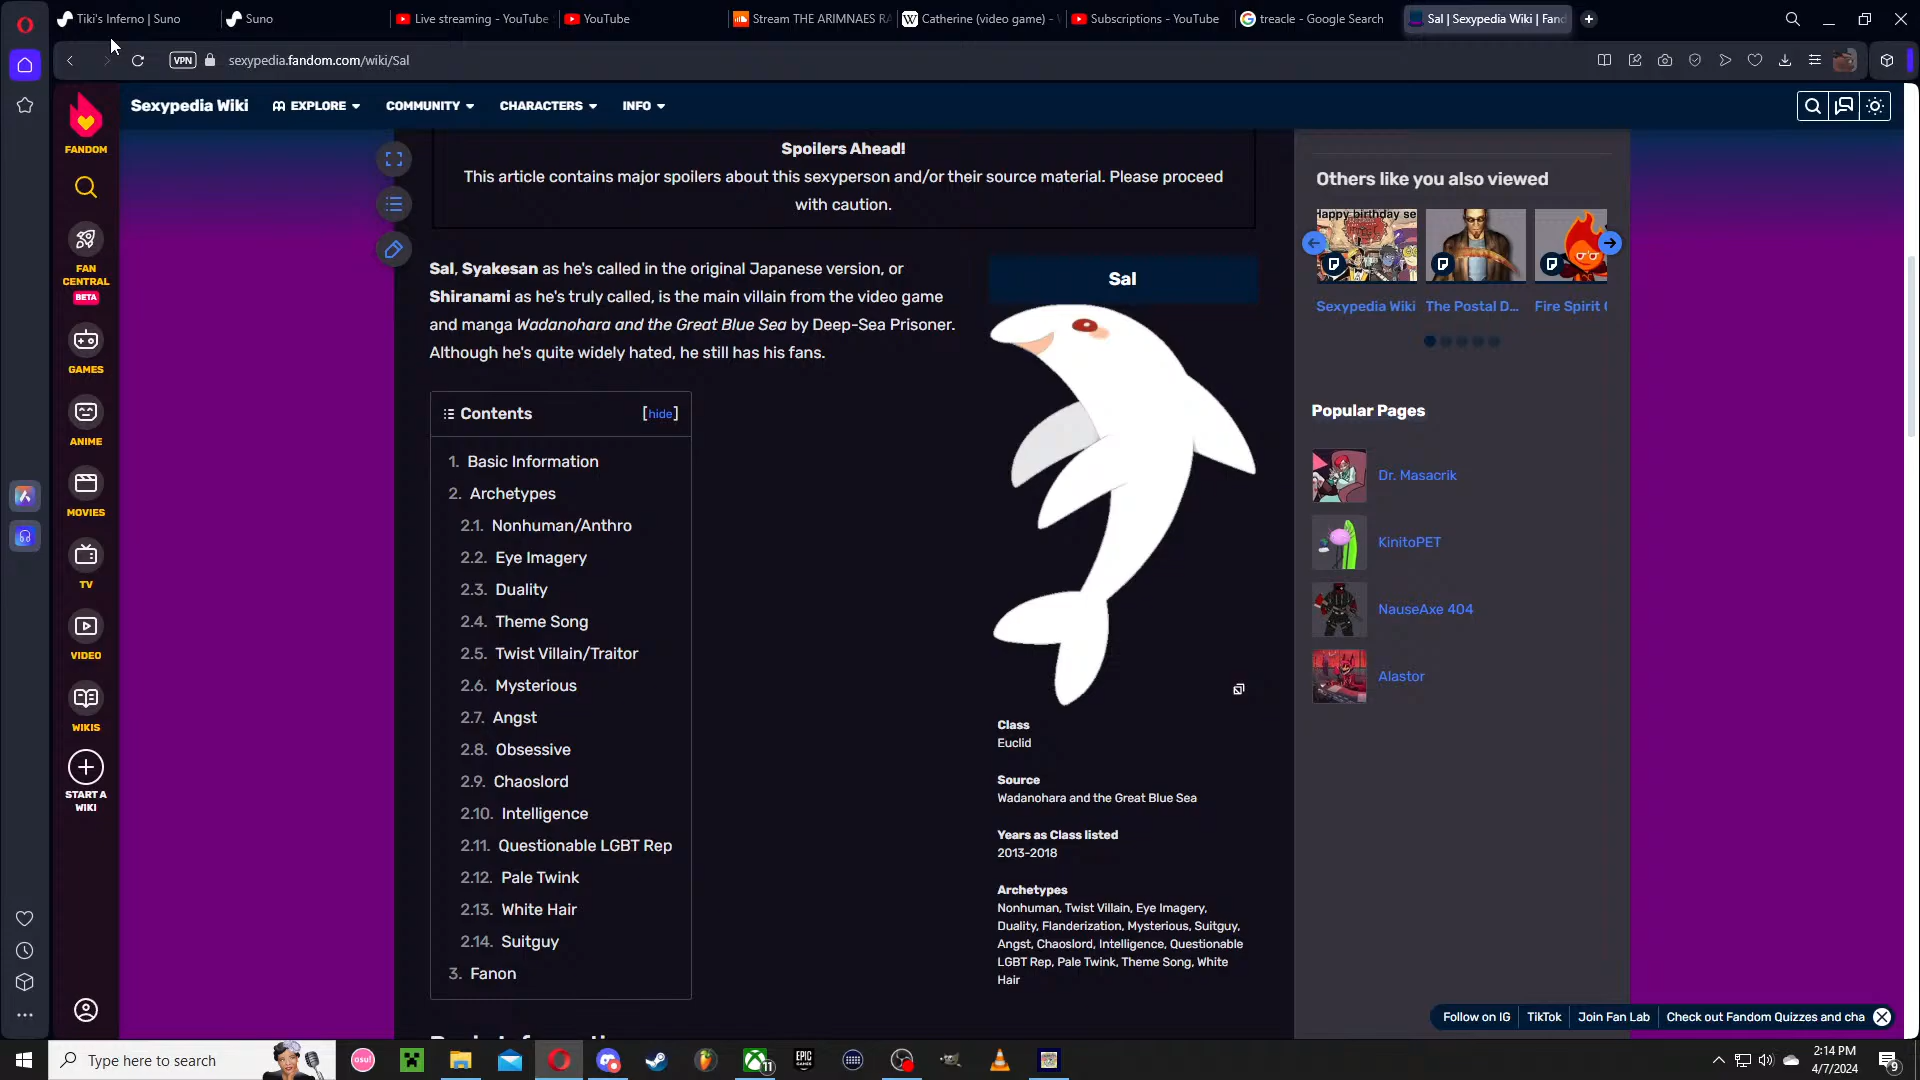 Tiki's Inferno | Suno
Suno
Live streaming - YouTube
YouTube
Stream THE ARIMNAES RA
Catherine (video game) -
Subscriptions - YouTube
treacle - Google Search
Sal | Sexypedia Wiki | Fand
VPN
sexypedia.fandom.com/wiki/Sal
Sexypedia Wiki
EXPLORE
COMMUNITY
CHARACTERS
INFO
FANDOM
FAN
CENTRAL
BETA
GAMES
ANIME
MOVIES
TV
VIDEO
WIKIS
START A
WIKI
Spoilers Ahead!
This article contains major spoilers about this sexyperson and/or their source material. Please proceed
with caution.
Sal, Syakesan as he's called in the original Japanese version, or
Shiranami as he's truly called, is the main villain from the video game
and manga Wadanohara and the Great Blue Sea by Deep-Sea Prisoner.
Although he's quite widely hated, he still has his fans.
Contents [hide]
1. Basic Information
2. Archetypes
2.1. Nonhuman/Anthro
2.2. Eye Imagery
2.3. Duality
2.4. Theme Song
2.5. Twist Villain/Traitor
2.6. Mysterious
2.7. Angst
2.8. Obsessive
2.9. Chaoslord
2.10. Intelligence
2.11. Questionable LGBT Rep
2.12. Pale Twink
2.13. White Hair
2.14. Suitguy
3. Fanon
Sal
Class
Euclid
Source
Wadanohara and the Great Blue Sea
Years as Class listed
2013-2018
Archetypes
Nonhuman, Twist Villain, Eye Imagery,
Duality, Flanderization, Mysterious, Suitguy,
Angst, Chaoslord, Intelligence, Questionable
LGBT Rep, Pale Twink, Theme Song, White
Hair
Others like you also viewed
Happy birthday se
Sexypedia Wiki
The Postal D...
Fire Spirit
Popular Pages
Dr. Masacrik
KinitoPET
NauseAxe 404
Alastor
Follow on IG
TikTok
Join Fan Lab
Check out Fandom Quizzes and cha
Type here to search
osu!
11
EPIC
GAMES
2:14 PM
4/7/2024
9